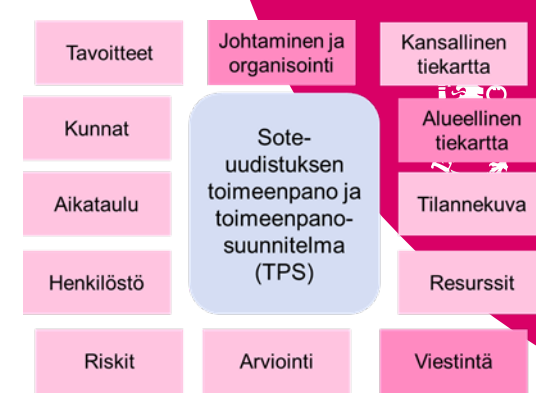 Tavoitteet
Johtaminen ja
organisointi
Kansallinen
tiekartta
Kunnat
Sote-
uudistuksen
toimeenpano ja
toimeenpano-
suunnitelma
(TPS)
Alueellinen
tiekartta
Aikataulu
Tilannekuva
Henkilöstö
Resurssit
Riskit
Arviointi
Viestintä